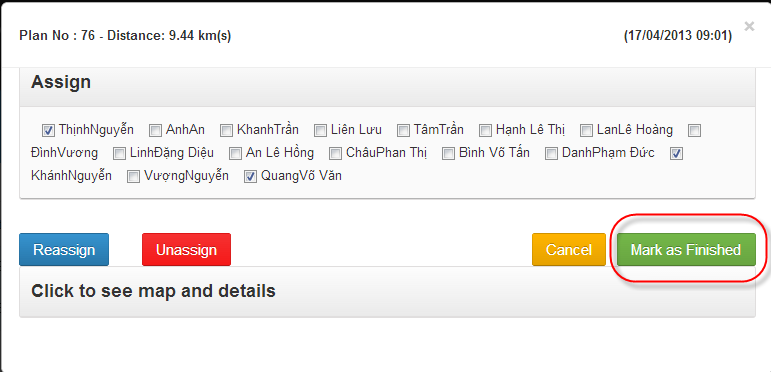 Plan No : 76 - Distance: 9.44 km(s) (17/04/2013 09:01) ×
Assign
ThịnhNguyễn AnhAn KhanhTrần Liên Lưu TâmTrần Hạnh Lê Thị LanLê Hoàng
ĐìnhVương LinhĐặng Diệu An Lê Hồng ChâuPhan Thị Bình Võ Tấn DanhPhạm Đức
KhánhNguyễn VượngNguyễn QuangVõ Văn
Reassign Unassign Cancel Mark as Finished
Click to see map and details